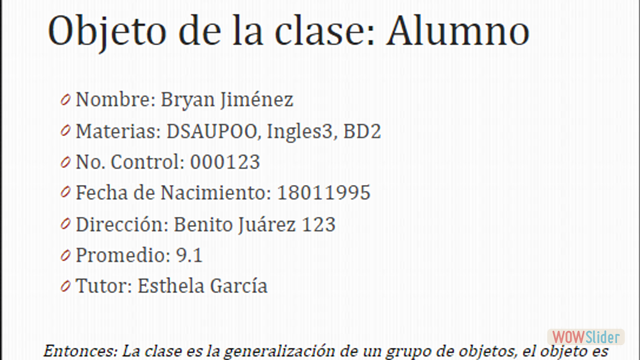 Objeto de la clase: Alumno
Nombre: Bryan Jiménez
Materias: DSAUPOO, Ingles3, BD2
No. Control: 000123
Fecha de Nacimiento: 18011995
Dirección: Benito Juárez 123
Promedio: 9.1
Tutor: Esthela García
WOWSlider
Entonces: La clase es la generalización de un grupo de objetos, el objeto es